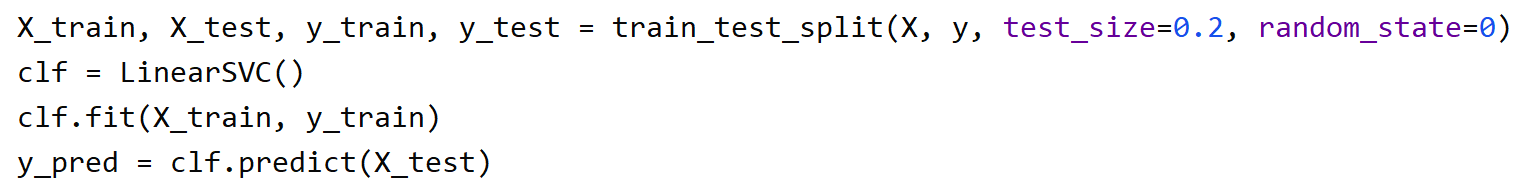 X_train, X_test, y_train, y_test = train_test_split(X, y, test_size=0.2, random_state=0)
clf = LinearSVC()
clf.fit(X_train, y_train)
y_pred = clf.predict(X_test)